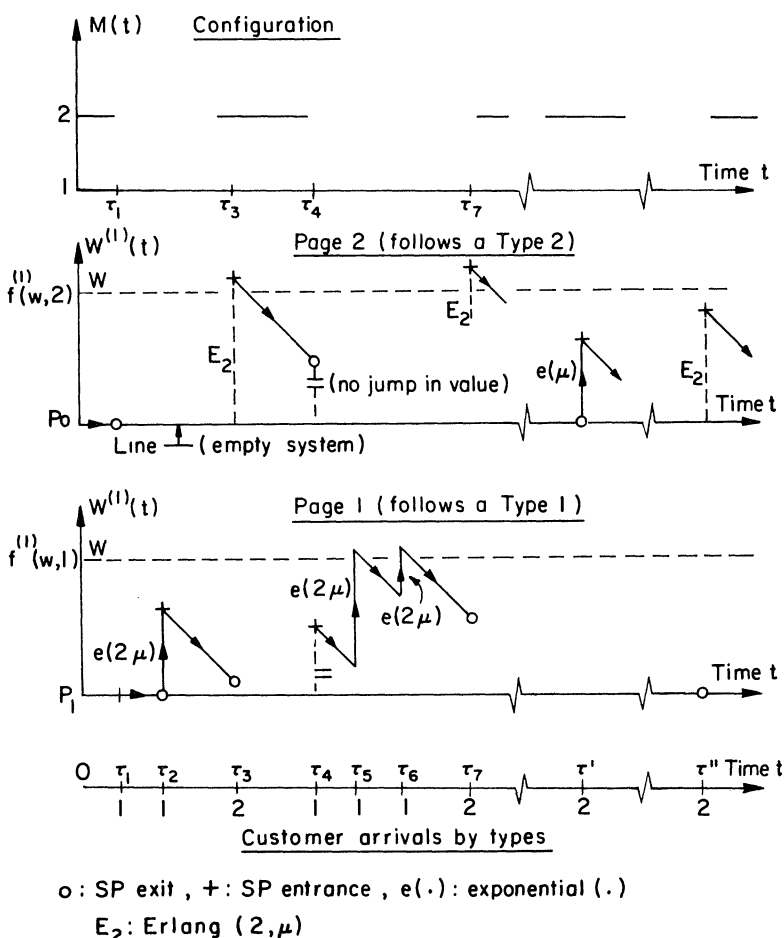 M(t) Configuration
2
1
Time t
τ₁ τ₃ τ₄ τ₇
W⁽¹⁾(t) Page 2 (follows a Type 2)
f⁽¹⁾(w,2) W
E₂
= (no jump in value)
E₂
e(μ)
E₂
P₀
Time t
Line (empty system)
W⁽¹⁾(t) Page 1 (follows a Type 1)
f⁽¹⁾(w,1) W
e(2μ)
e(2μ)
e(2μ)
=
P₁
Time t
0 τ₁ τ₂ τ₃ τ₄ τ₅ τ₆ τ₇ τ' τ'' Time t
1 1 2 1 1 1 2 2 2
Customer arrivals by types
o : SP exit , + : SP entrance , e(.) : exponential (.)
E₂: Erlang (2,μ)